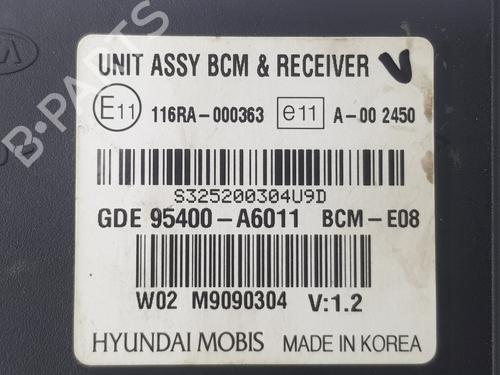 UNIT ASSY BCM & RECEIVER V
E11 116RA-000363 e11 A-00 2450
S325200304U9D
GDE 95400-A6011 BCM-E08
W02 M9090304 V:1.2
HYUNDAI MOBIS MADE IN KOREA
B-PARTS